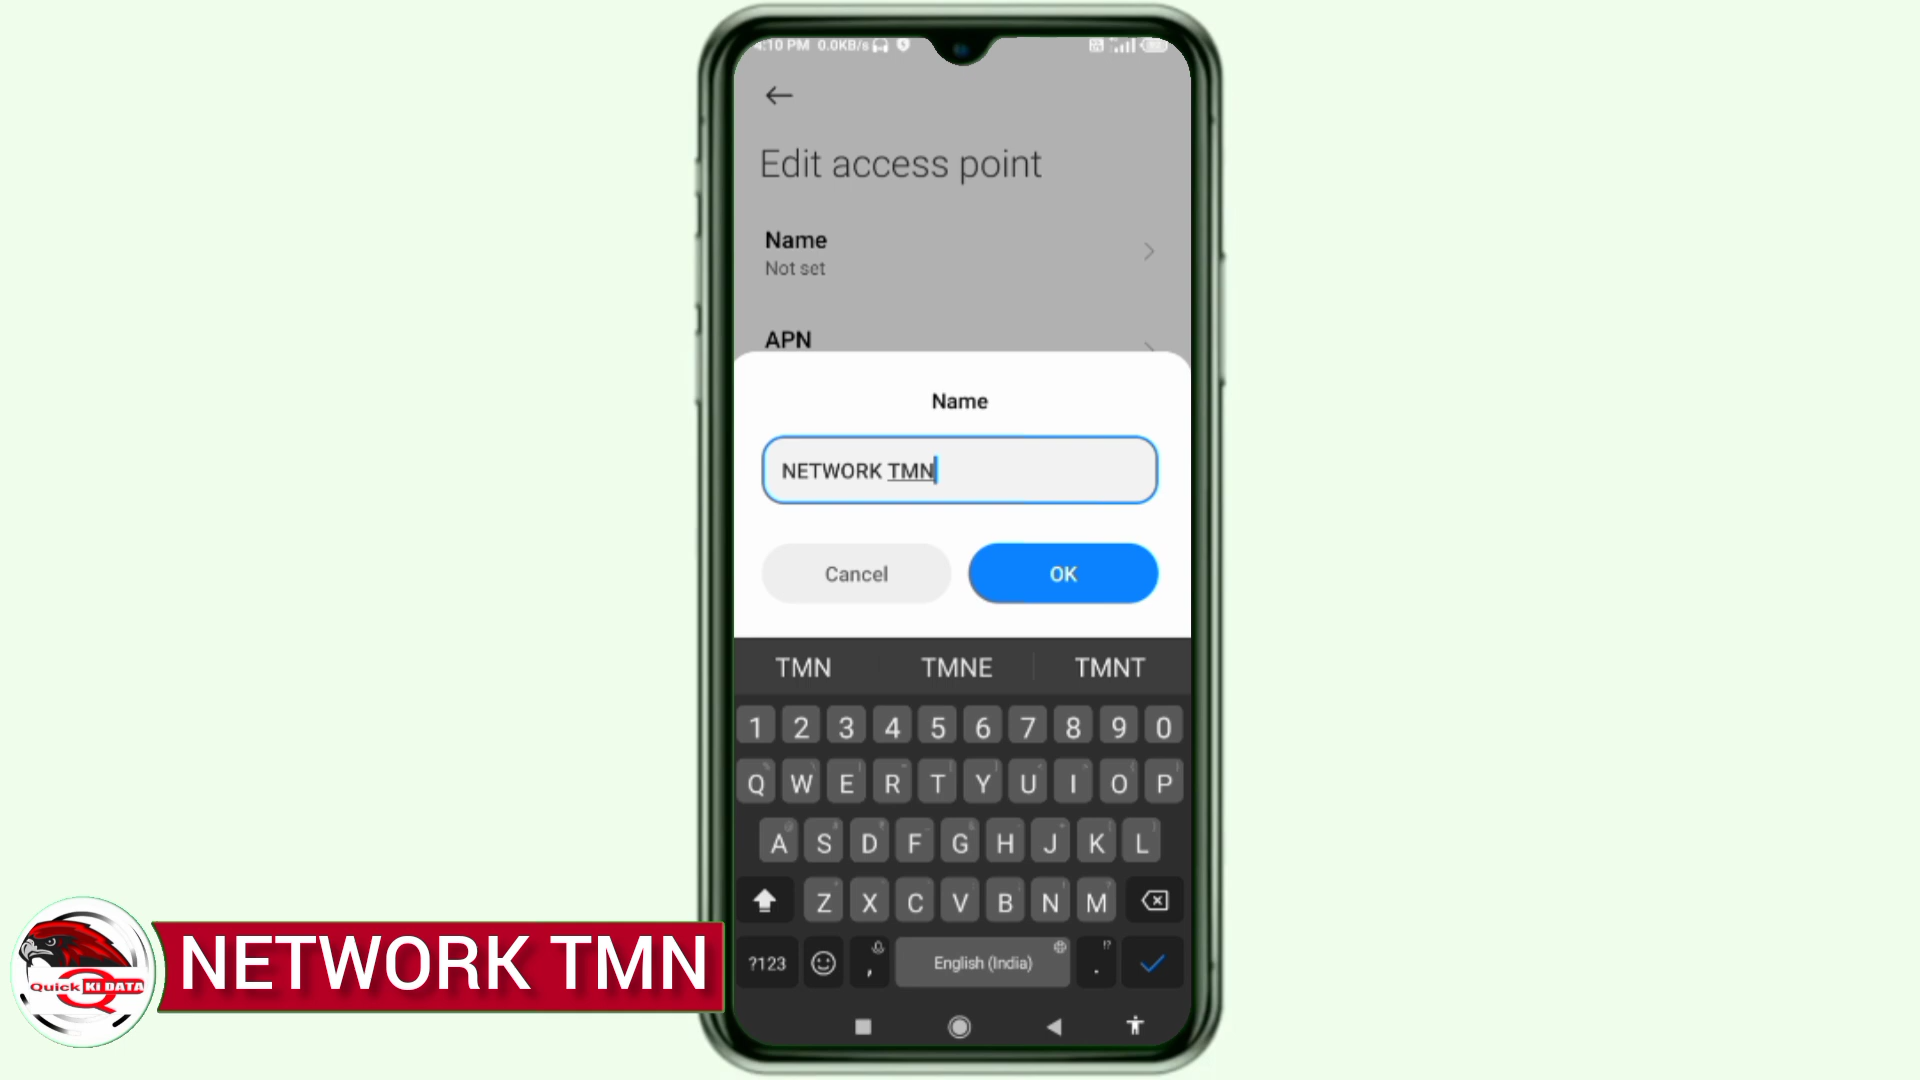 4:10 PM 0.0KB/s
Edit access point
Name
Not set
APN
Name
NETWORK TMN
Cancel OK
TMN TMNE TMNT
1 2 3 4 5 6 7 8 9 0
Q W E R T Y U I O P
A S D F G H J K L
Z X C V B N M
?123 , English (India) . !?
Quick KI DATA
NETWORK TMN